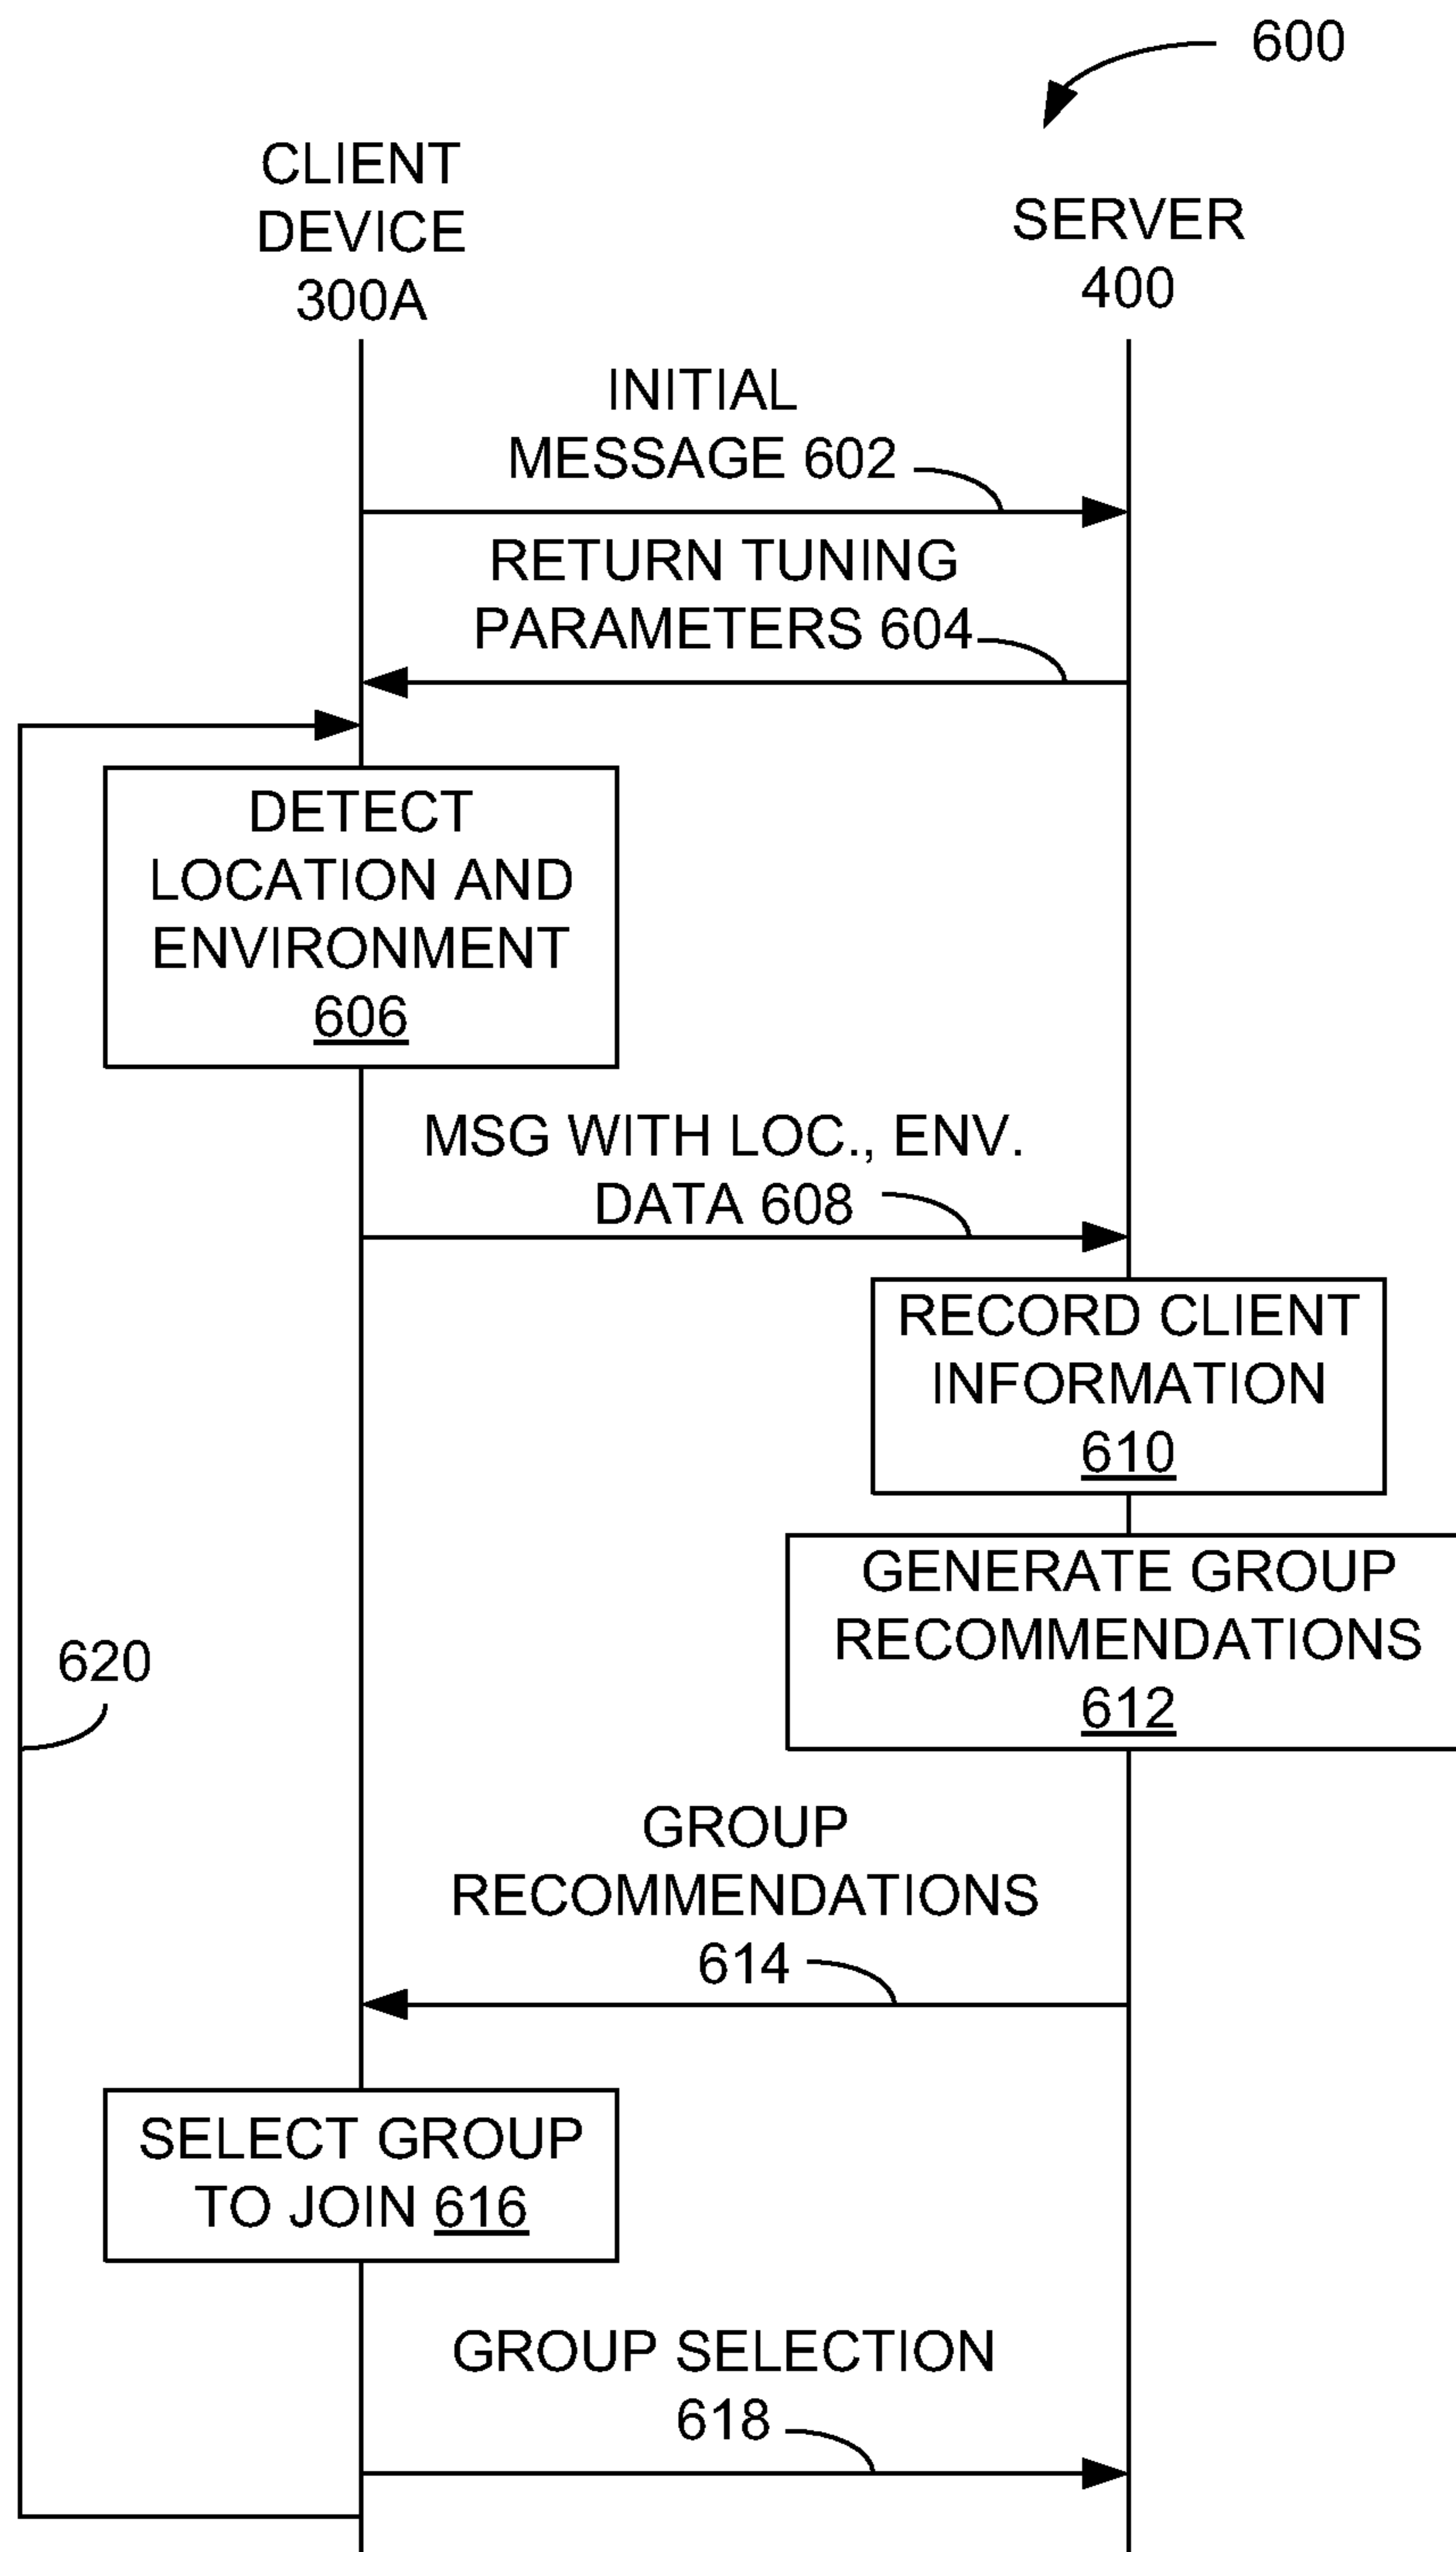 600
CLIENT
DEVICE
300A
SERVER
400
INITIAL
MESSAGE 602
RETURN TUNING
PARAMETERS 604
DETECT
LOCATION AND
ENVIRONMENT
606
MSG WITH LOC., ENV.
DATA 608
RECORD CLIENT
INFORMATION
610
GENERATE GROUP
RECOMMENDATIONS
612
620
GROUP
RECOMMENDATIONS
614
SELECT GROUP
TO JOIN 616
GROUP SELECTION
618